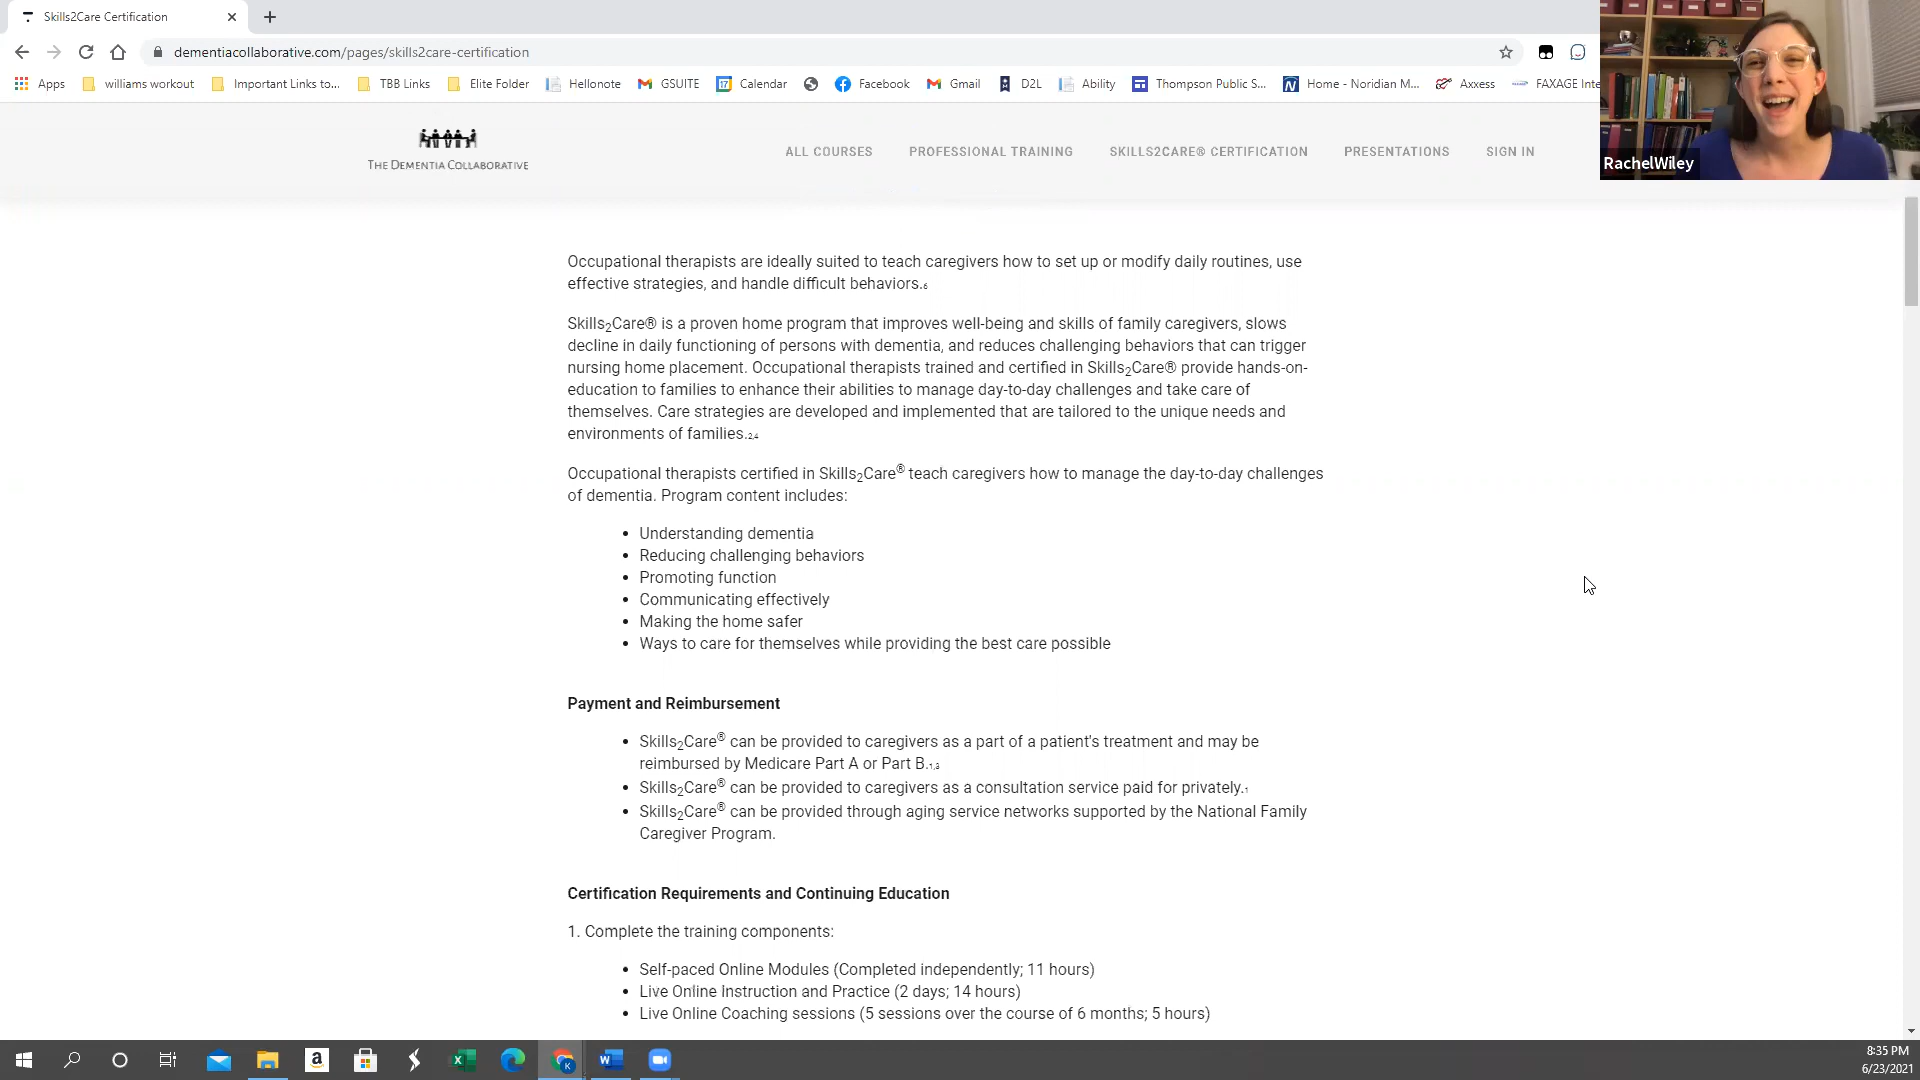 Skills2Care Certification
dementiacollaborative.com/pages/skills2care-certification
Apps williams workout Important Links to... TBB Links Elite Folder Hellonote GSUITE Calendar Facebook Gmail D2L Ability Thompson Public S... Home - Noridian M... Axxess FAXAGE Inte
RachelWiley
THE DEMENTIA COLLABORATIVE
ALL COURSES PROFESSIONAL TRAINING SKILLS2CARE® CERTIFICATION PRESENTATIONS SIGN IN
Occupational therapists are ideally suited to teach caregivers how to set up or modify daily routines, use
effective strategies, and handle difficult behaviors.6
Skills2Care® is a proven home program that improves well-being and skills of family caregivers, slows
decline in daily functioning of persons with dementia, and reduces challenging behaviors that can trigger
nursing home placement. Occupational therapists trained and certified in Skills2Care® provide hands-on-
education to families to enhance their abilities to manage day-to-day challenges and take care of
themselves. Care strategies are developed and implemented that are tailored to the unique needs and
environments of families.2,4
Occupational therapists certified in Skills2Care® teach caregivers how to manage the day-to-day challenges
of dementia. Program content includes:
• Understanding dementia
• Reducing challenging behaviors
• Promoting function
• Communicating effectively
• Making the home safer
• Ways to care for themselves while providing the best care possible
Payment and Reimbursement
• Skills2Care® can be provided to caregivers as a part of a patient's treatment and may be
reimbursed by Medicare Part A or Part B.1,3
• Skills2Care® can be provided to caregivers as a consultation service paid for privately.1
• Skills2Care® can be provided through aging service networks supported by the National Family
Caregiver Program.
Certification Requirements and Continuing Education
1. Complete the training components:
• Self-paced Online Modules (Completed independently; 11 hours)
• Live Online Instruction and Practice (2 days; 14 hours)
• Live Online Coaching sessions (5 sessions over the course of 6 months; 5 hours)
8:35 PM
6/23/2021